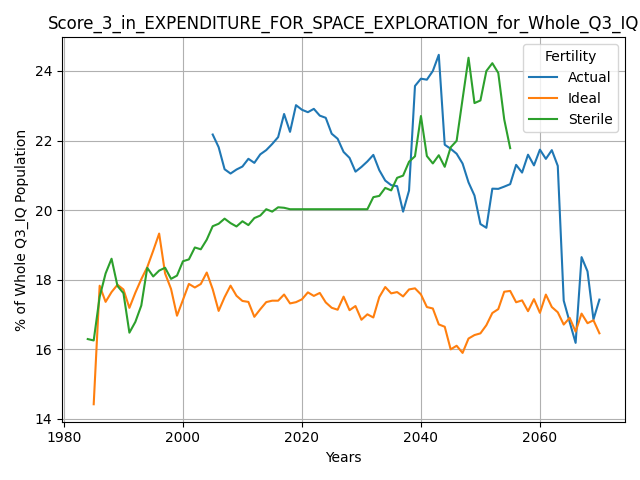 Score_3_in_EXPENDITURE_FOR_SPACE_EXPLORATION_for_Whole_Q3_IQ
Fertility
Actual
Ideal
Sterile
% of Whole Q3_IQ Population
24
22
20
18
16
14
1980
2000
2020
2040
2060
Years